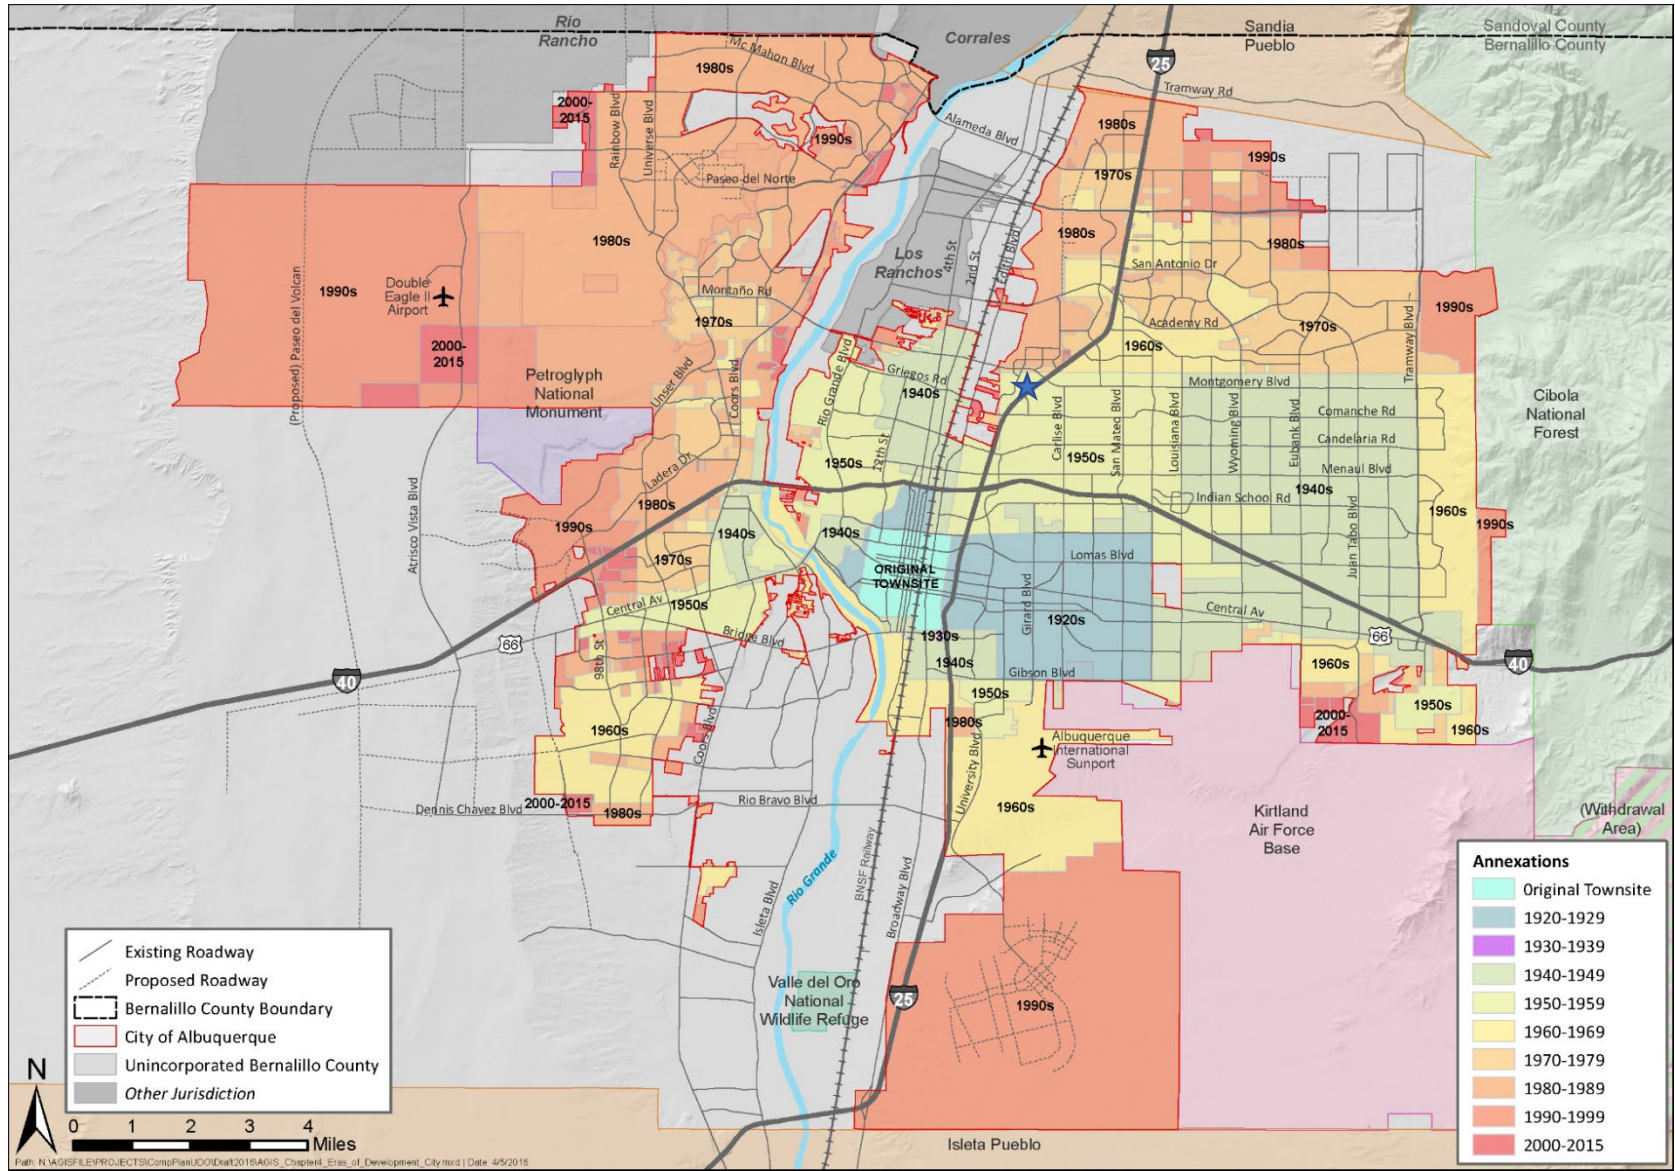 Rio
Rancho
Corrales
Sandia
Pueblo
Sandoval County
Bernalillo County
25
Mc Mahon Blvd
1980s
Tramway Rd
2000-
2015
Rainbow Blvd
Universe Blvd
1990s
Alameda Blvd
1980s
1990s
Paseo del Norte
1970s
1980s
1980s
1980s
Los
Ranchos
4th St
2nd St
Edith Blvd
San Antonio Dr
(Proposed) Paseo del Volcan
1990s
Double
Eagle II
Airport
Montaño Rd
1970s
Academy Rd
1970s
1990s
1960s
Tramway Blvd
2000-
2015
Petroglyph
National
Monument
Unser Blvd
Coors Blvd
Rio Grande Blvd
Griegos Rd
1940s
Montgomery Blvd
Carlise Blvd
San Mateo Blvd
Louisiana Blvd
Wyoming Blvd
Eubank Blvd
Comanche Rd
Candelaria Rd
Menaul Blvd
Cibola
National
Forest
Ladera Dr
1950s
12th St
1950s
1940s
Indian School Rd
Juan Tabo Blvd
1960s
1990s
Atrisco Vista Blvd
1990s
1980s
1940s
1940s
1970s
ORIGINAL
TOWNSITE
Lomas Blvd
Girard Blvd
1920s
Central Av
66
Central Av
1950s
Bridge Blvd
1930s
1940s
Gibson Blvd
66
40
98th St
40
1960s
1950s
1950s
1960s
2000-
2015
1960s
Coors Blvd
1980s
University Blvd
Albuquerque
International
Sunport
Dennis Chavez Blvd
2000-2015
1980s
Rio Bravo Blvd
1960s
Kirtland
Air Force
Base
(Withdrawal
Area)
Rio Grande
BNSF Railway
Isleta Blvd
Broadway Blvd
Valle del Oro
National
Wildlife Refuge
25
1990s
Isleta Pueblo
Existing Roadway
Proposed Roadway
Bernalillo County Boundary
City of Albuquerque
Unincorporated Bernalillo County
Other Jurisdiction
N
0 1 2 3 4
Miles
Annexations
Original Townsite
1920-1929
1930-1939
1940-1949
1950-1959
1960-1969
1970-1979
1980-1989
1990-1999
2000-2015
Path: N:\AGISFILE\PROJECTS\CompPlanUDO\Draft2015\AGIS_Chapter4_Eras_of_Development_City.mxd | Date: 4/5/2016